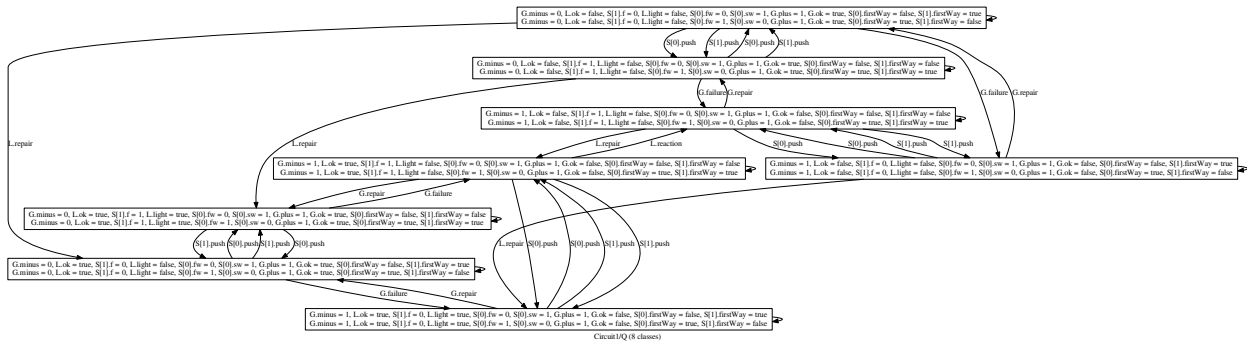 G.minus = 0, L.ok = false, S[1].f = 0, L.light = false, S[0].fw = 0, S[0].sw = 1, G.plus = 1, G.ok = true, S[0].firstWay = false, S[1].firstWay = true
G.minus = 0, L.ok = false, S[1].f = 0, L.light = false, S[0].fw = 1, S[0].sw = 0, G.plus = 1, G.ok = true, S[0].firstWay = true, S[1].firstWay = false
S[0].push
S[1].push
S[0].push
S[1].push
G.minus = 0, L.ok = false, S[1].f = 1, L.light = false, S[0].fw = 0, S[0].sw = 1, G.plus = 1, G.ok = true, S[0].firstWay = false, S[1].firstWay = false
G.minus = 0, L.ok = false, S[1].f = 1, L.light = false, S[0].fw = 1, S[0].sw = 0, G.plus = 1, G.ok = true, S[0].firstWay = true, S[1].firstWay = true
G.failure
G.repair
G.failure
G.repair
G.minus = 1, L.ok = false, S[1].f = 1, L.light = false, S[0].fw = 0, S[0].sw = 1, G.plus = 1, G.ok = false, S[0].firstWay = false, S[1].firstWay = false
G.minus = 1, L.ok = false, S[1].f = 1, L.light = false, S[0].fw = 1, S[0].sw = 0, G.plus = 1, G.ok = false, S[0].firstWay = true, S[1].firstWay = true
L.repair
L.repair
L.repair
L.reaction
S[0].push
S[0].push
S[1].push
S[1].push
G.minus = 1, L.ok = true, S[1].f = 1, L.light = false, S[0].fw = 0, S[0].sw = 1, G.plus = 1, G.ok = false, S[0].firstWay = false, S[1].firstWay = false
G.minus = 1, L.ok = true, S[1].f = 1, L.light = false, S[0].fw = 1, S[0].sw = 0, G.plus = 1, G.ok = false, S[0].firstWay = true, S[1].firstWay = true
G.minus = 1, L.ok = false, S[1].f = 0, L.light = false, S[0].fw = 0, S[0].sw = 1, G.plus = 1, G.ok = false, S[0].firstWay = false, S[1].firstWay = true
G.minus = 1, L.ok = false, S[1].f = 0, L.light = false, S[0].fw = 1, S[0].sw = 0, G.plus = 1, G.ok = false, S[0].firstWay = true, S[1].firstWay = false
G.repair
G.failure
G.minus = 0, L.ok = true, S[1].f = 1, L.light = true, S[0].fw = 0, S[0].sw = 1, G.plus = 1, G.ok = true, S[0].firstWay = false, S[1].firstWay = false
G.minus = 0, L.ok = true, S[1].f = 1, L.light = true, S[0].fw = 1, S[0].sw = 0, G.plus = 1, G.ok = true, S[0].firstWay = true, S[1].firstWay = true
S[1].push
S[0].push
S[1].push
S[0].push
L.repair
S[0].push
S[0].push
S[1].push
S[1].push
G.minus = 0, L.ok = true, S[1].f = 0, L.light = false, S[0].fw = 0, S[0].sw = 1, G.plus = 1, G.ok = true, S[0].firstWay = false, S[1].firstWay = true
G.minus = 0, L.ok = true, S[1].f = 0, L.light = false, S[0].fw = 1, S[0].sw = 0, G.plus = 1, G.ok = true, S[0].firstWay = true, S[1].firstWay = false
G.failure
G.repair
G.minus = 1, L.ok = true, S[1].f = 0, L.light = true, S[0].fw = 0, S[0].sw = 1, G.plus = 1, G.ok = false, S[0].firstWay = false, S[1].firstWay = true
G.minus = 1, L.ok = true, S[1].f = 0, L.light = true, S[0].fw = 1, S[0].sw = 0, G.plus = 1, G.ok = false, S[0].firstWay = true, S[1].firstWay = false
Circuit1/Q (8 classes)